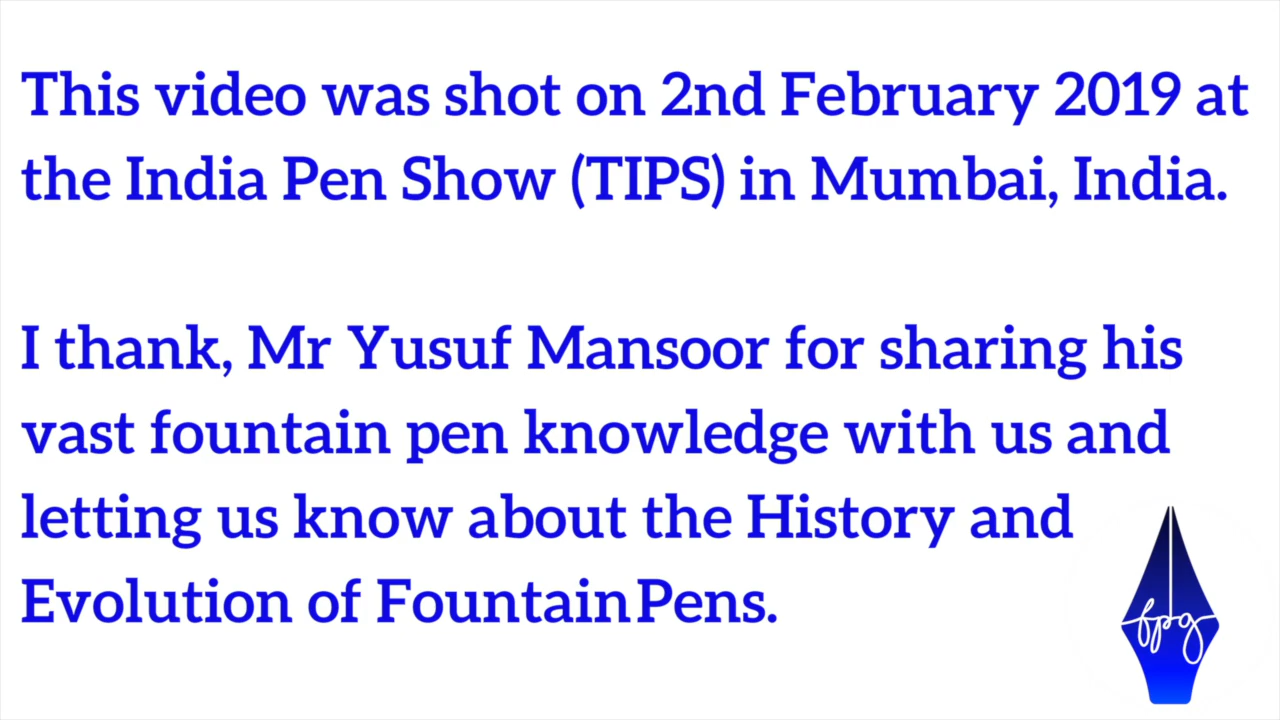 This video was shot on 2nd February 2019 at
the India Pen Show (TIPS) in Mumbai, India.
I thank, Mr Yusuf Mansoor for sharing his
vast fountain pen knowledge with us and
letting us know about the History and
Evolution of Fountain Pens.
fpg